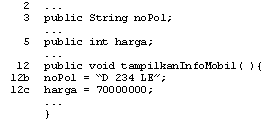 2 ...
3 public String noPol;
...
5 public int harga;
...
12 public void tampilkanInfoMobil( ){
12b noPol = “D 234 LE”;
12c harga = 70000000;
...
}